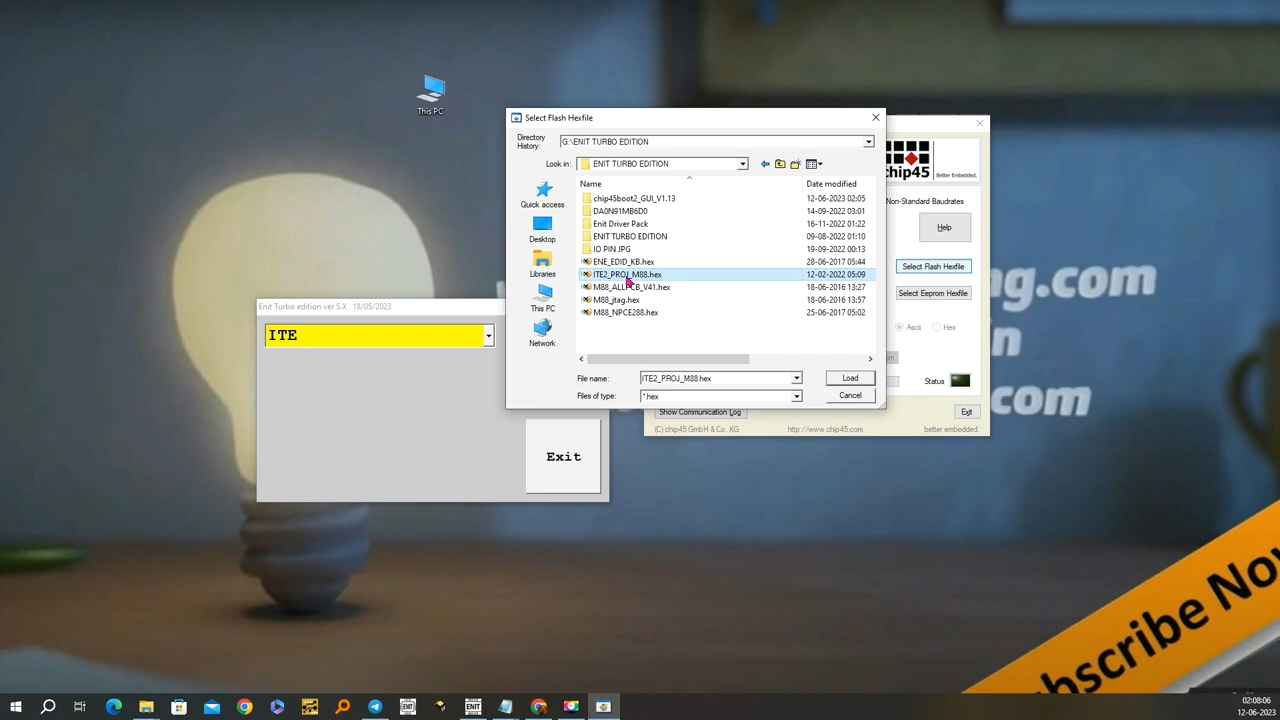 This PC
Select Flash Hexfile
Directory History:
G:\ENIT TURBO EDITION
Look in:
ENIT TURBO EDITION
Name
Date modified
Quick access
Desktop
Libraries
This PC
Network
chip45boot2_GUI_V1.13
12-06-2023 02:05
DA0N91MB6D0
14-09-2022 03:01
Enit Driver Pack
16-11-2022 01:22
ENIT TURBO EDITION
09-08-2022 01:10
IO PIN JPG
19-09-2022 00:13
ENE_EDID_KB.hex
28-06-2017 05:44
ITE2_PROJ_M88.hex
12-02-2022 05:09
M88_ALLPCB_V41.hex
18-06-2016 13:27
M88_jtag.hex
18-06-2016 13:57
M88_NPCE288.hex
25-06-2017 05:02
File name:
ITE2_PROJ_M88.hex
Load
Files of type:
*.hex
Cancel
chip45
Better Embedded.
Non-Standard Baudrates
Help
Select Flash Hexfile
Select Eeprom Hexfile
Ascii
Hex
Status
Show Communication Log
Exit
(C) chip45 GmbH & Co. KG
http://www.chip45.com
better embedded
Enit Turbo edition ver 5.X 18/05/2023
ITE
Exit
ng.com
in
com
ubscribe Now
ENIT
ENIT
02:08:06
12-06-2023